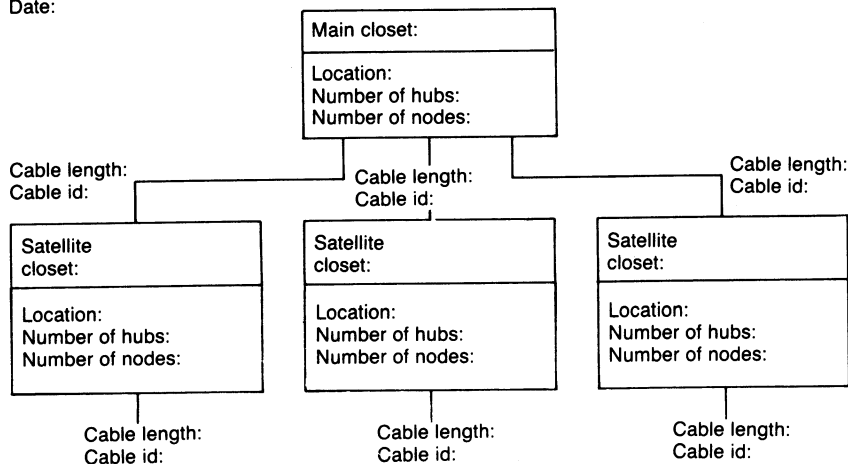 Date:
Main closet:
Location:
Number of hubs:
Number of nodes:
Cable length:
Cable id:
Cable length:
Cable id:
Cable length:
Cable id:
Satellite
closet:
Location:
Number of hubs:
Number of nodes:
Satellite
closet:
Location:
Number of hubs:
Number of nodes:
Satellite
closet:
Location:
Number of hubs:
Number of nodes:
Cable length:
Cable id:
Cable length:
Cable id:
Cable length:
Cable id: